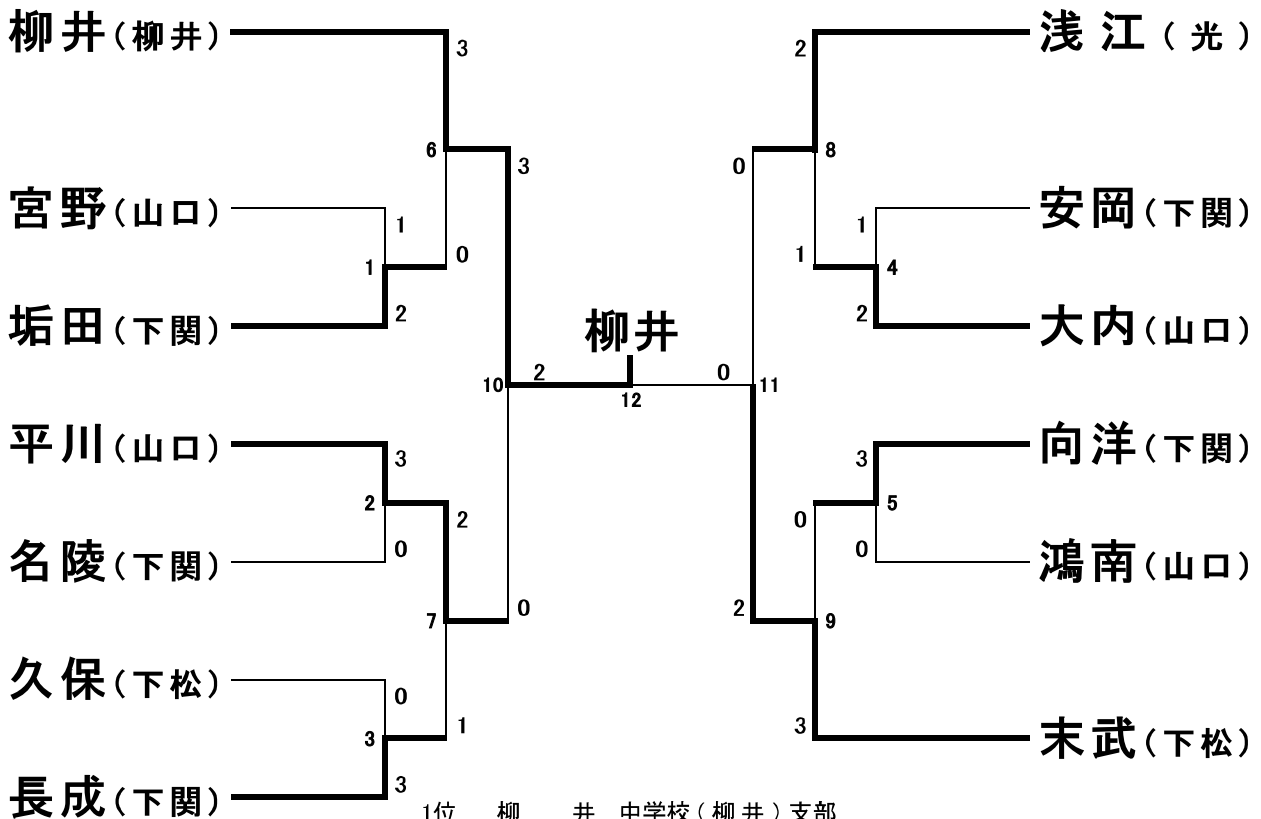 柳井(柳井)
3
6
3
宮野(山口)
1
0
1
垢田(下関)
2
平川(山口)
3
2
2
名陵(下関)
0
7
0
久保(下松)
0
3
1
長成(下関)
3
柳井
10
2
12
0
11
浅江(光)
2
8
0
安岡(下関)
1
1
4
大内(山口)
2
向洋(下関)
3
5
0
鴻南(山口)
0
2
9
末武(下松)
3
1位 柳 井 中学校(柳井)支部